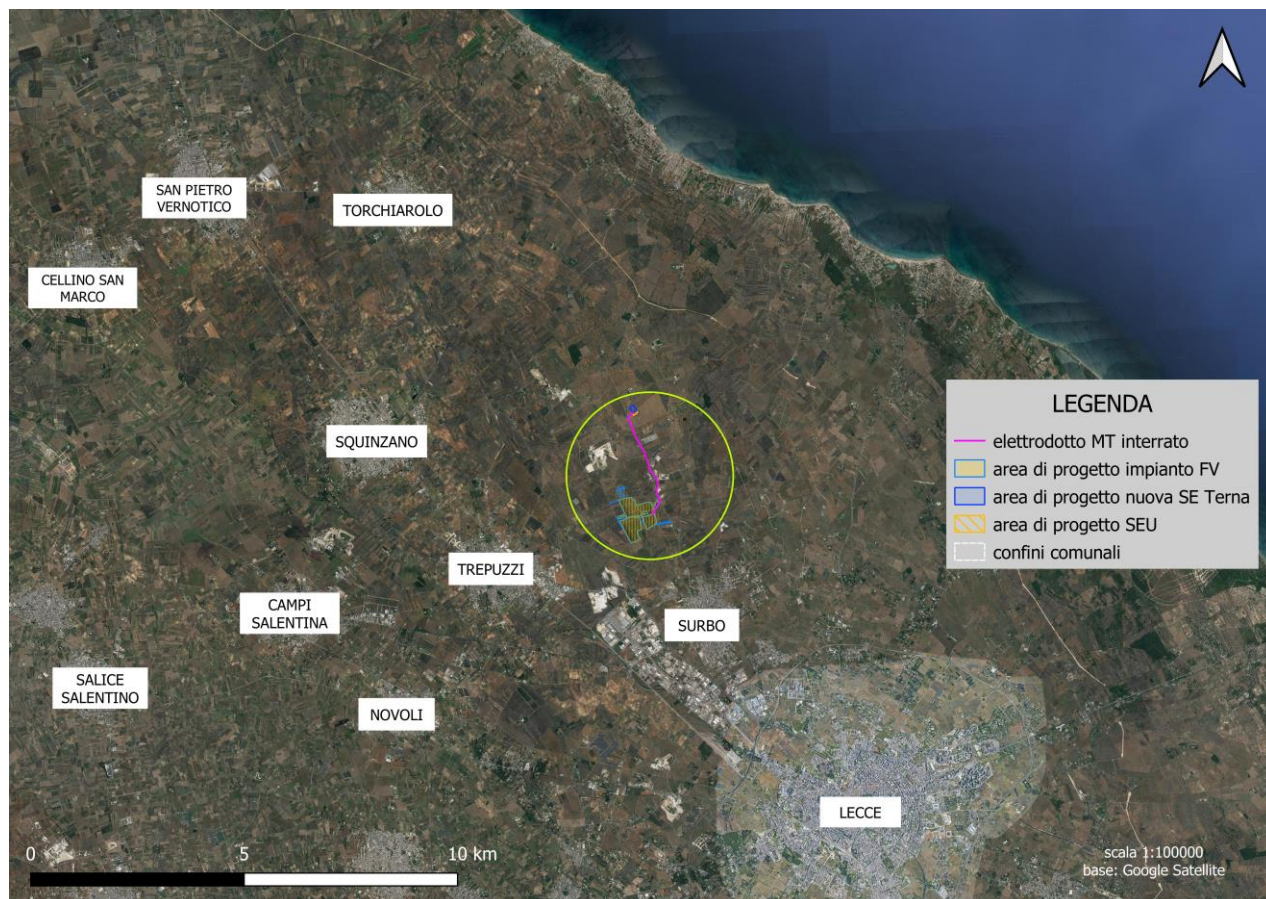 SAN PIETRO
VERNOTICO
TORCHIAROLO
CELLINO SAN
MARCO
LEGENDA
elettrodotto MT interrato
area di progetto impianto FV
area di progetto nuova SE Terna
area di progetto SEU
confini comunali
SQUINZANO
TREPUZZI
CAMPI
SALENTINA
SURBO
SALICE
SALENTINO
NOVOLI
LECCE
0 5 10 km
scala 1:100000
base: Google Satellite